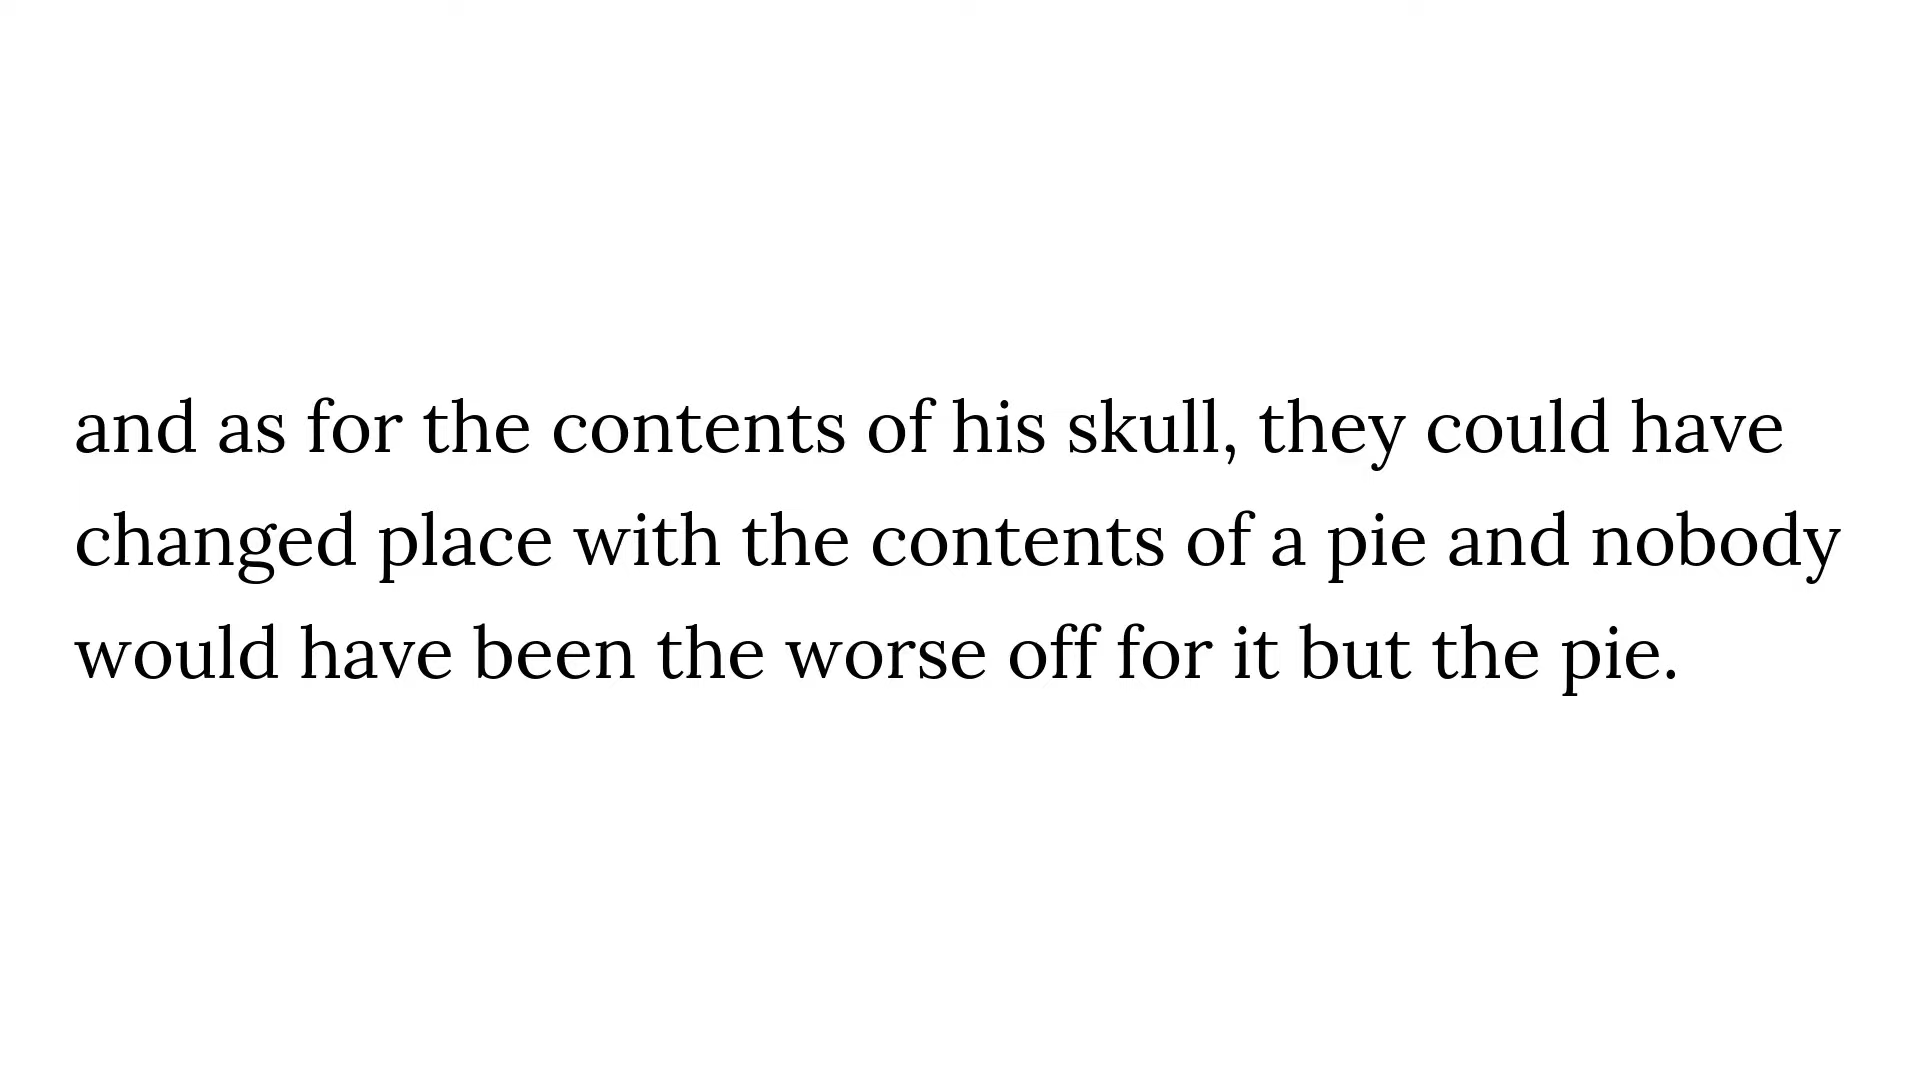 and as for the contents of his skull, they could have
changed place with the contents of a pie and nobody
would have been the worse off for it but the pie.